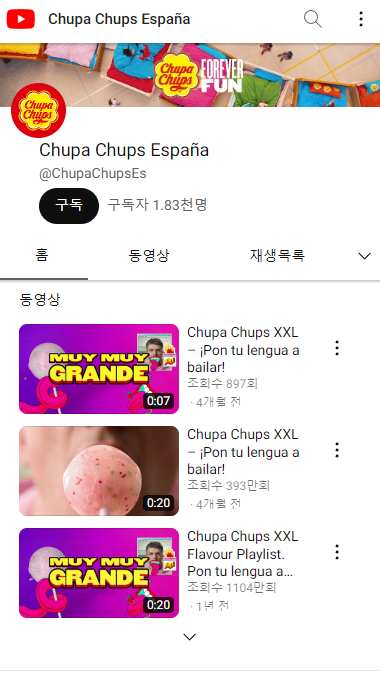 Chupa Chups España
Chupa Chups
FOREVER
FUN
Chupa
Chups
Chupa Chups España
@ChupaChupsEs
구독
구독자 1.83천명
홈
동영상
재생목록
동영상
MUY MUY
GRANDE
0:07
Chupa Chups XXL
– ¡Pon tu lengua a
bailar!
조회수 897회
· 4개월 전
0:20
Chupa Chups XXL
– ¡Pon tu lengua a
bailar!
조회수 393만회
· 4개월 전
MUY MUY
GRANDE
0:20
Chupa Chups XXL
Flavour Playlist.
Pon tu lengua a...
조회수 1104만회
· 1년 전